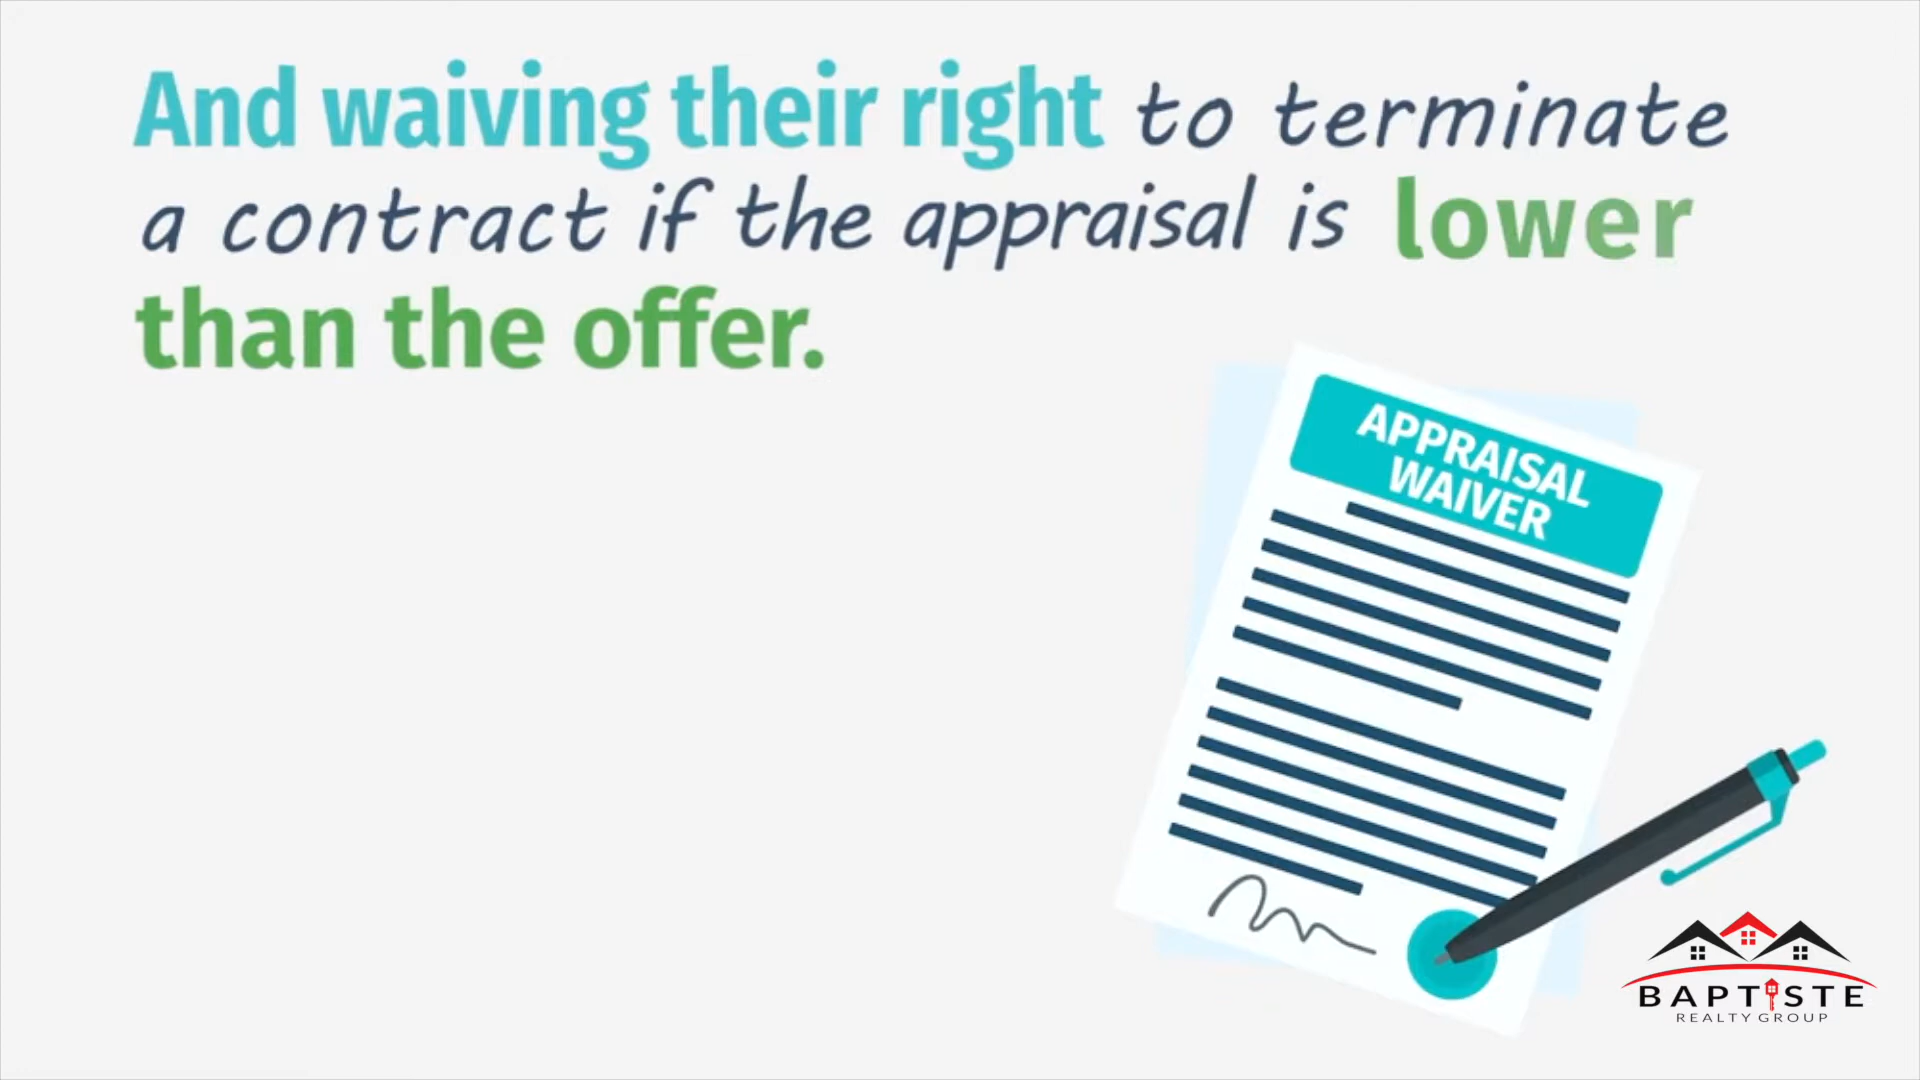 And waiving their right to terminate
a contract if the appraisal is lower
than the offer.
APPRAISAL
WAIVER
BAPTISTE
REALTY GROUP